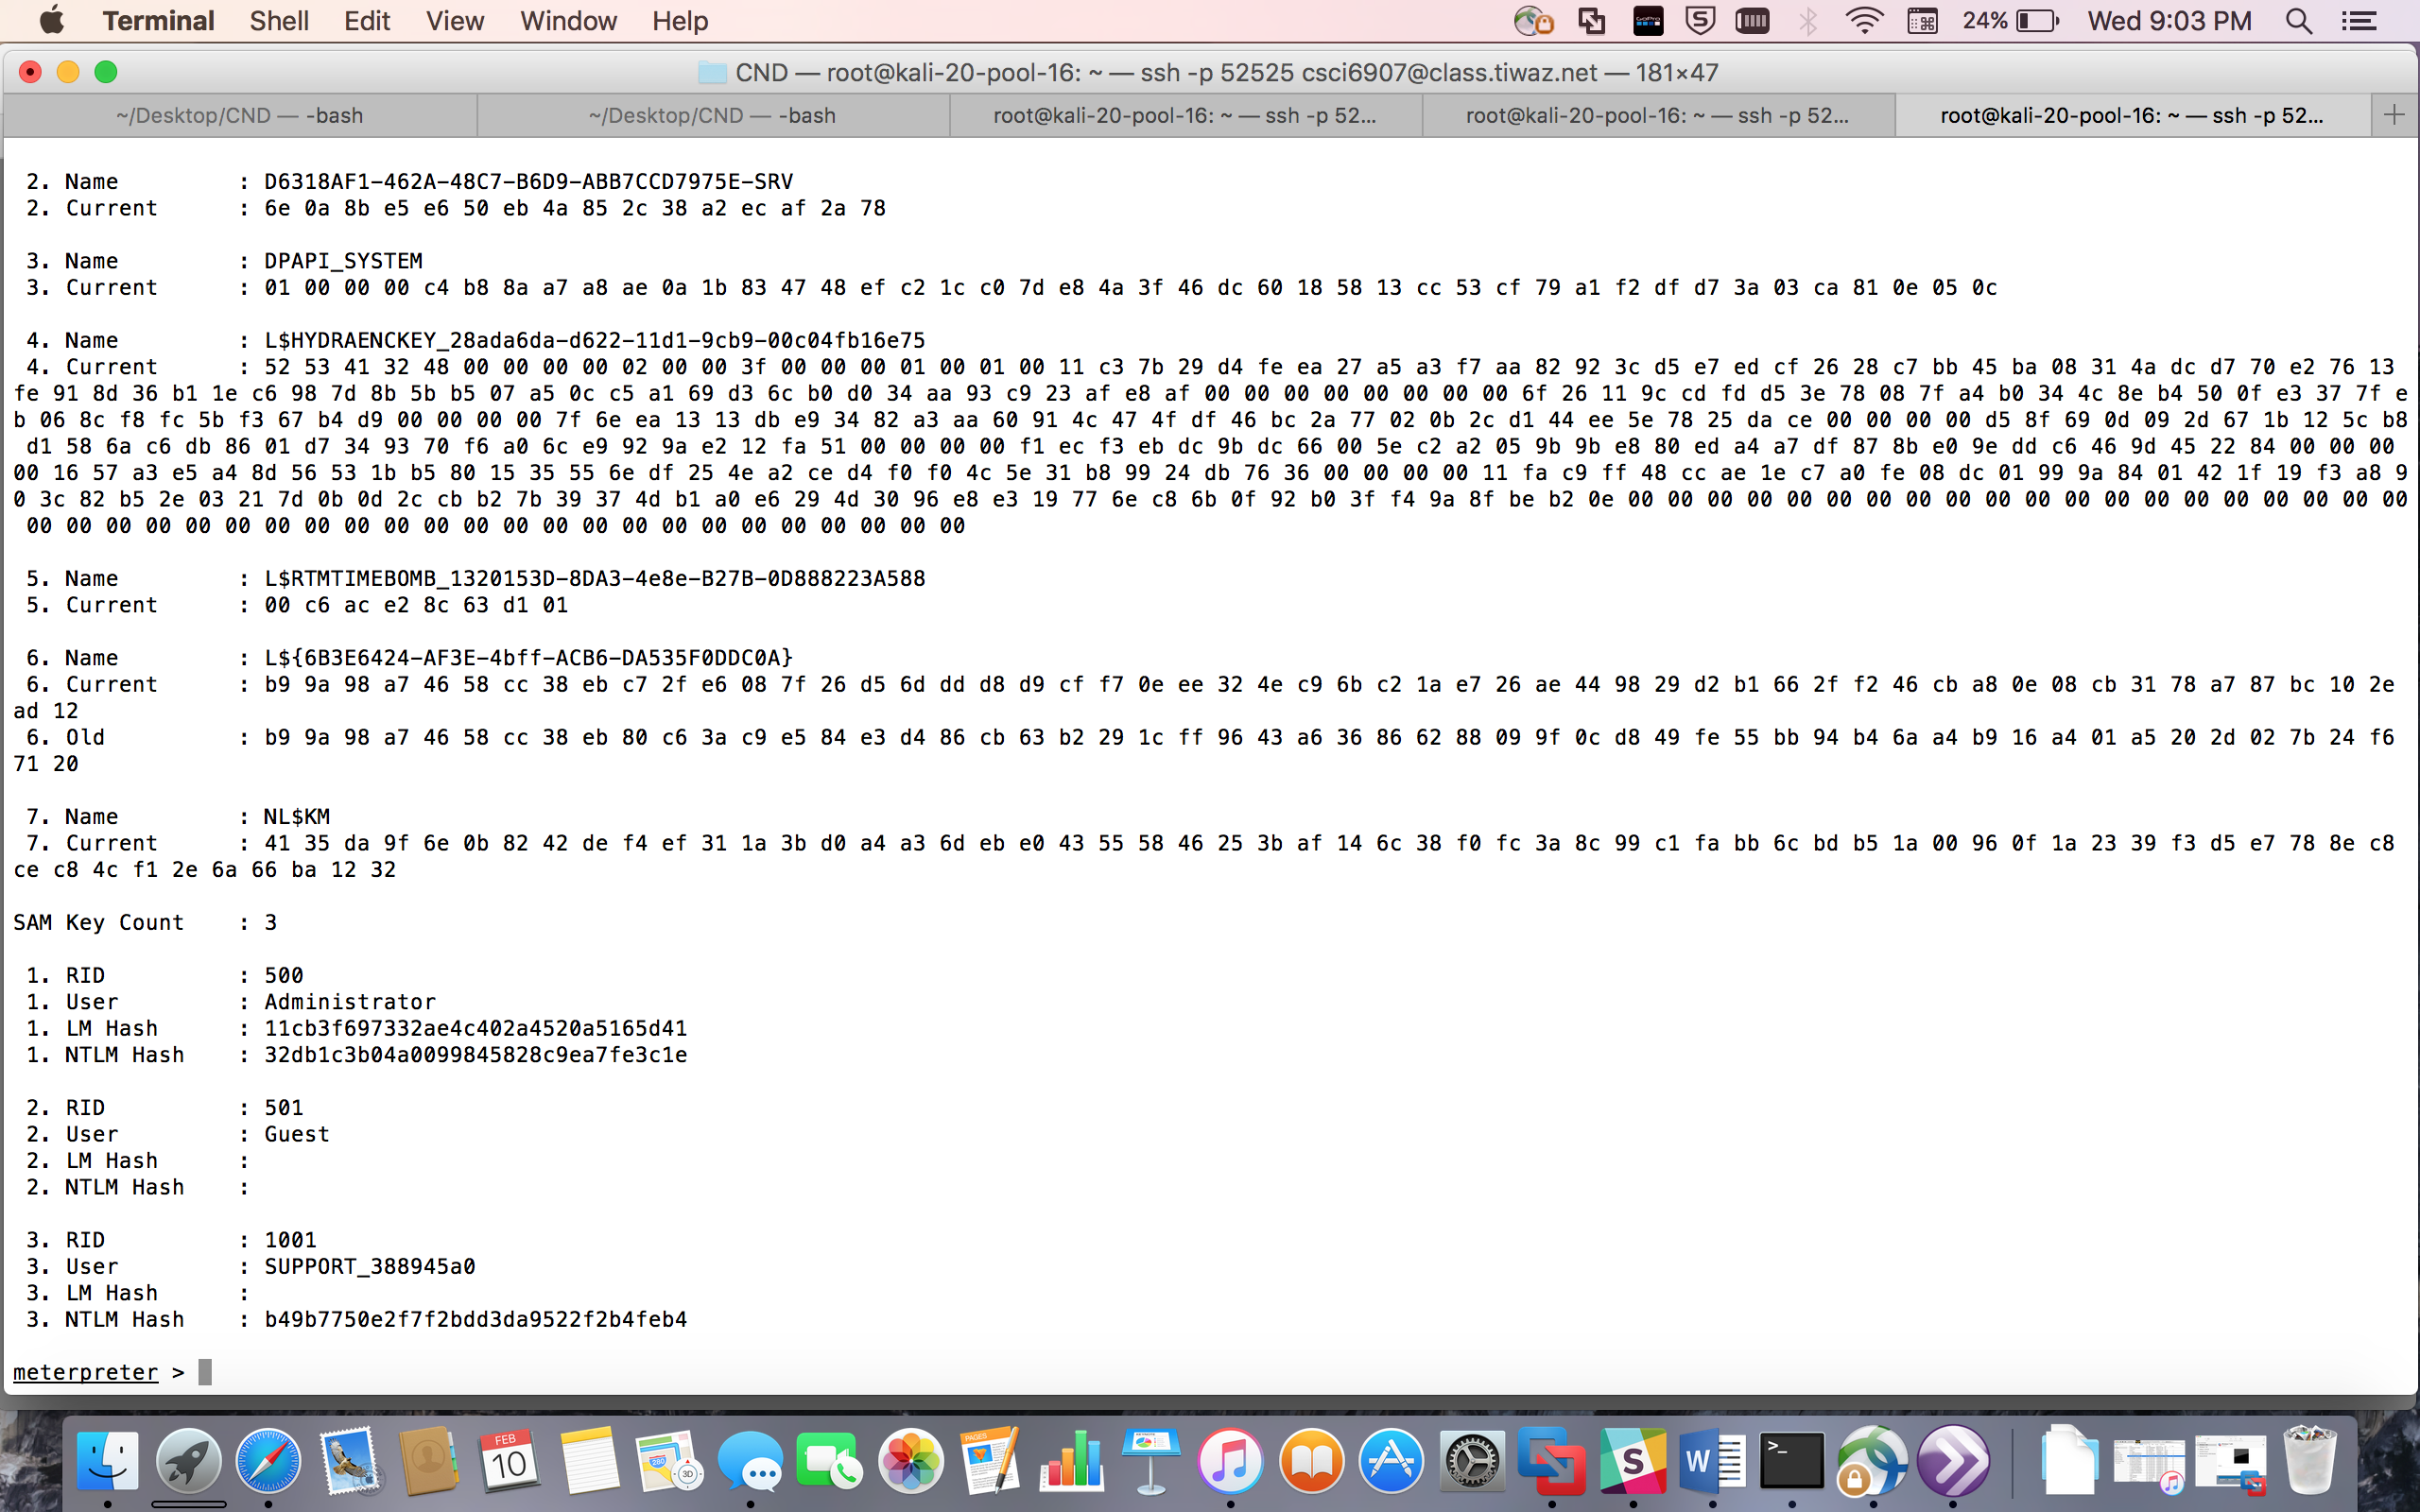 Terminal Shell Edit View Window Help 24% Wed 9:03 PM
CND — root@kali-20-pool-16: ~ — ssh -p 52525 csci6907@class.tiwaz.net — 181×47
~/Desktop/CND — -bash ~/Desktop/CND — -bash root@kali-20-pool-16: ~ — ssh -p 52... root@kali-20-pool-16: ~ — ssh -p 52... root@kali-20-pool-16: ~ — ssh -p 52...
2. Name : D6318AF1-462A-48C7-B6D9-ABB7CCD7975E-SRV
2. Current : 6e 0a 8b e5 e6 50 eb 4a 85 2c 38 a2 ec af 2a 78
3. Name : DPAPI_SYSTEM
3. Current : 01 00 00 00 c4 b8 8a a7 a8 ae 0a 1b 83 47 48 ef c2 1c c0 7d e8 4a 3f 46 dc 60 18 58 13 cc 53 cf 79 a1 f2 df d7 3a 03 ca 81 0e 05 0c
4. Name : L$HYDRAENCKEY_28ada6da-d622-11d1-9cb9-00c04fb16e75
4. Current : 52 53 41 32 48 00 00 00 00 02 00 00 3f 00 00 00 01 00 01 00 11 c3 7b 29 d4 fe ea 27 a5 a3 f7 aa 82 92 3c d5 e7 ed cf 26 28 c7 bb 45 ba 08 31 4a dc d7 70 e2 76 13
fe 91 8d 36 b1 1e c6 98 7d 8b 5b b5 07 a5 0c c5 a1 69 d3 6c b0 d0 34 aa 93 c9 23 af e8 af 00 00 00 00 00 00 00 00 6f 26 11 9c cd fd d5 3e 78 08 7f a4 b0 34 4c 8e b4 50 0f e3 37 7f e
b 06 8c f8 fc 5b f3 67 b4 d9 00 00 00 00 7f 6e ea 13 13 db e9 34 82 a3 aa 60 91 4c 47 4f df 46 bc 2a 77 02 0b 2c d1 44 ee 5e 78 25 da ce 00 00 00 00 d5 8f 69 0d 09 2d 67 1b 12 5c b8
d1 58 6a c6 db 86 01 d7 34 93 70 f6 a0 6c e9 92 9a e2 12 fa 51 00 00 00 00 f1 ec f3 eb dc 9b dc 66 00 5e c2 a2 05 9b 9b e8 80 ed a4 a7 df 87 8b e0 9e dd c6 46 9d 45 22 84 00 00 00
00 16 57 a3 e5 a4 8d 56 53 1b b5 80 15 35 55 6e df 25 4e a2 ce d4 f0 f0 4c 5e 31 b8 99 24 db 76 36 00 00 00 00 11 fa c9 ff 48 cc ae 1e c7 a0 fe 08 dc 01 99 9a 84 01 42 1f 19 f3 a8 9
0 3c 82 b5 2e 03 21 7d 0b 0d 2c cb b2 7b 39 37 4d b1 a0 e6 29 4d 30 96 e8 e3 19 77 6e c8 6b 0f 92 b0 3f f4 9a 8f be b2 0e 00 00 00 00 00 00 00 00 00 00 00 00 00 00 00 00 00 00 00 00
00 00 00 00 00 00 00 00 00 00 00 00 00 00 00 00 00 00 00 00 00 00 00 00
5. Name : L$RTMTIMEBOMB_1320153D-8DA3-4e8e-B27B-0D888223A588
5. Current : 00 c6 ac e2 8c 63 d1 01
6. Name : L${6B3E6424-AF3E-4bff-ACB6-DA535F0DDC0A}
6. Current : b9 9a 98 a7 46 58 cc 38 eb c7 2f e6 08 7f 26 d5 6d dd d8 d9 cf f7 0e ee 32 4e c9 6b c2 1a e7 26 ae 44 98 29 d2 b1 66 2f f2 46 cb a8 0e 08 cb 31 78 a7 87 bc 10 2e
ad 12
6. Old : b9 9a 98 a7 46 58 cc 38 eb 80 c6 3a c9 e5 84 e3 d4 86 cb 63 b2 29 1c ff 96 43 a6 36 86 62 88 09 9f 0c d8 49 fe 55 bb 94 b4 6a a4 b9 16 a4 01 a5 20 2d 02 7b 24 f6
71 20
7. Name : NL$KM
7. Current : 41 35 da 9f 6e 0b 82 42 de f4 ef 31 1a 3b d0 a4 a3 6d eb e0 43 55 58 46 25 3b af 14 6c 38 f0 fc 3a 8c 99 c1 fa bb 6c bd b5 1a 00 96 0f 1a 23 39 f3 d5 e7 78 8e c8
ce c8 4c f1 2e 6a 66 ba 12 32
SAM Key Count : 3
1. RID : 500
1. User : Administrator
1. LM Hash : 11cb3f697332ae4c402a4520a5165d41
1. NTLM Hash : 32db1c3b04a0099845828c9ea7fe3c1e
2. RID : 501
2. User : Guest
2. LM Hash :
2. NTLM Hash :
3. RID : 1001
3. User : SUPPORT_388945a0
3. LM Hash :
3. NTLM Hash : b49b7750e2f7f2bdd3da9522f2b4feb4
meterpreter >
FEB
10
PAGES
280
3D
S
W
>_